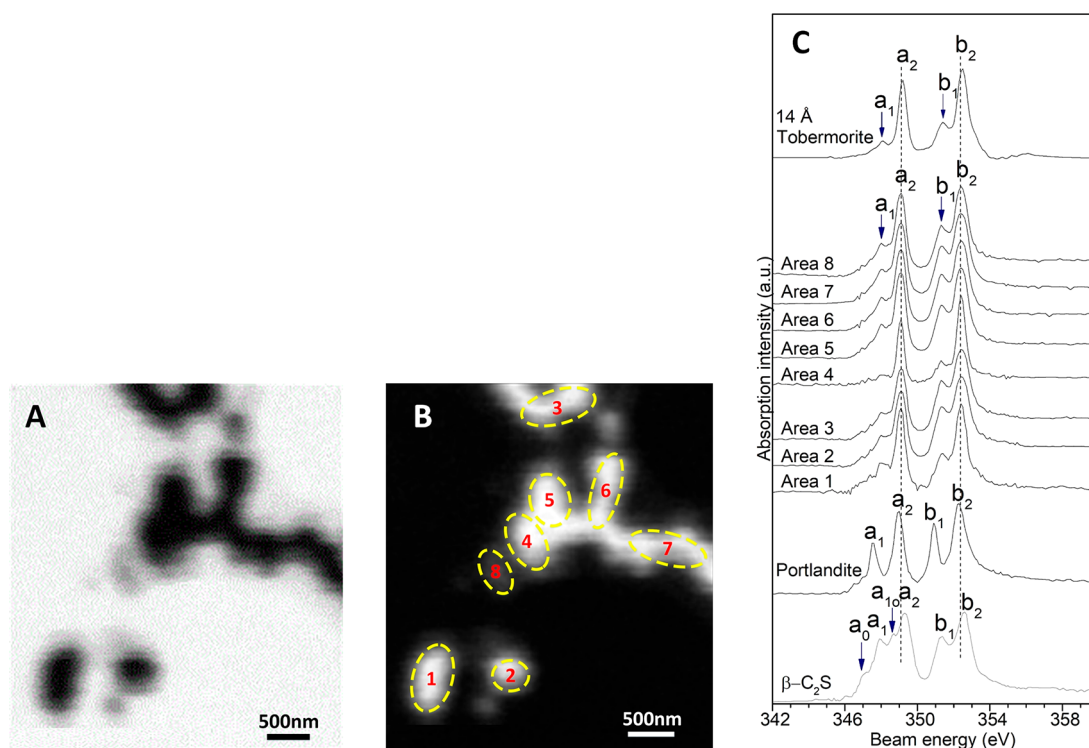 A
500nm
B
3
6
5
4
7
8
1
2
500nm
C
a2 b2
a1 b1
14 Å
Tobermorite
a2 b2
a1 b1
Area 8
Area 7
Area 6
Area 5
Area 4
Area 3
Area 2
Area 1
a2 b2
a1 b1
Portlandite
a1o a2 b2
a0 a1 b1
β–C2S
Absorption intensity (a.u.)
342 346 350 354 358
Beam energy (eV)